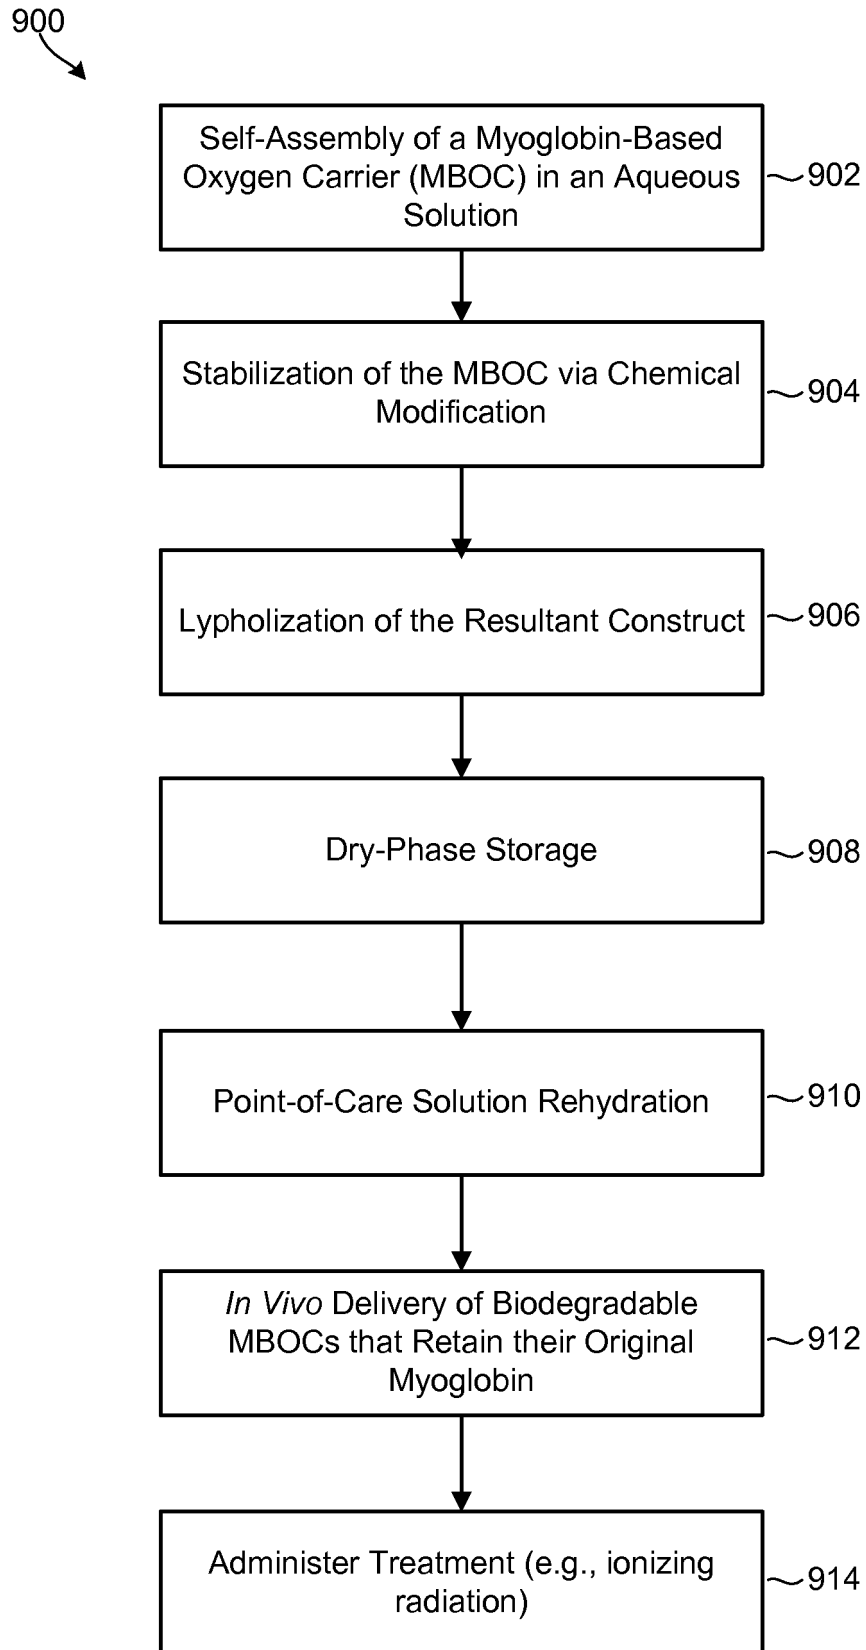 900
Self-Assembly of a Myoglobin-Based
Oxygen Carrier (MBOC) in an Aqueous
Solution
902
Stabilization of the MBOC via Chemical
Modification
904
Lypholization of the Resultant Construct
906
Dry-Phase Storage
908
Point-of-Care Solution Rehydration
910
In Vivo Delivery of Biodegradable
MBOCs that Retain their Original
Myoglobin
912
Administer Treatment (e.g., ionizing
radiation)
914